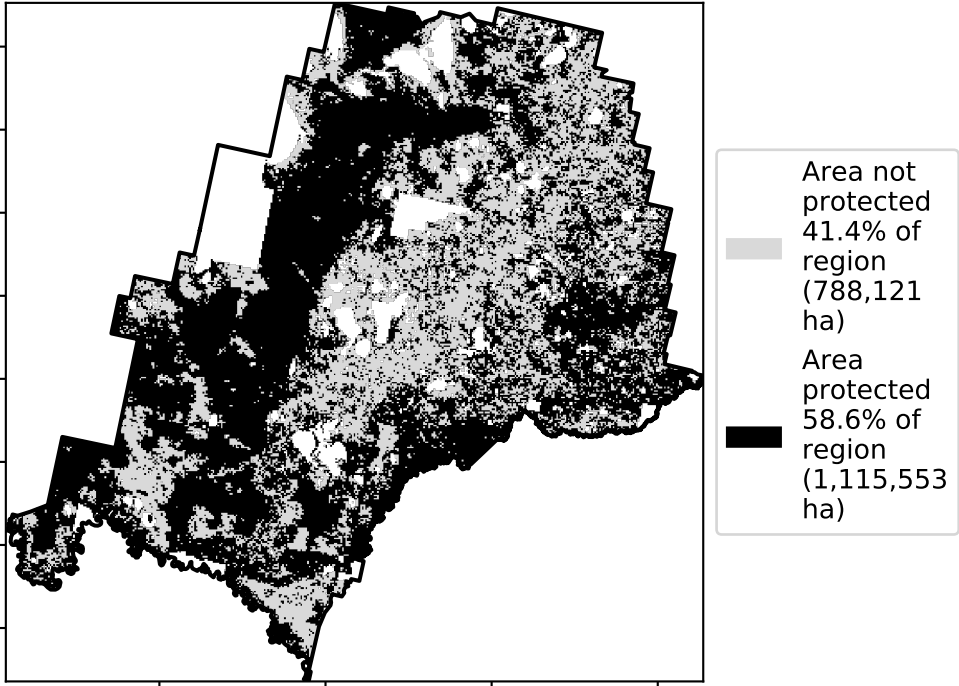 Area not
protected
41.4% of
region
(788,121
ha)
Area
protected
58.6% of
region
(1,115,553
ha)